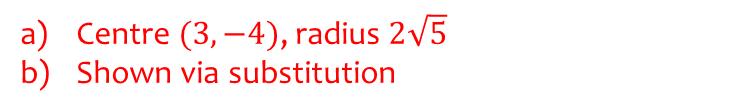 a) Centre (3, −4), radius 2√5
b) Shown via substitution